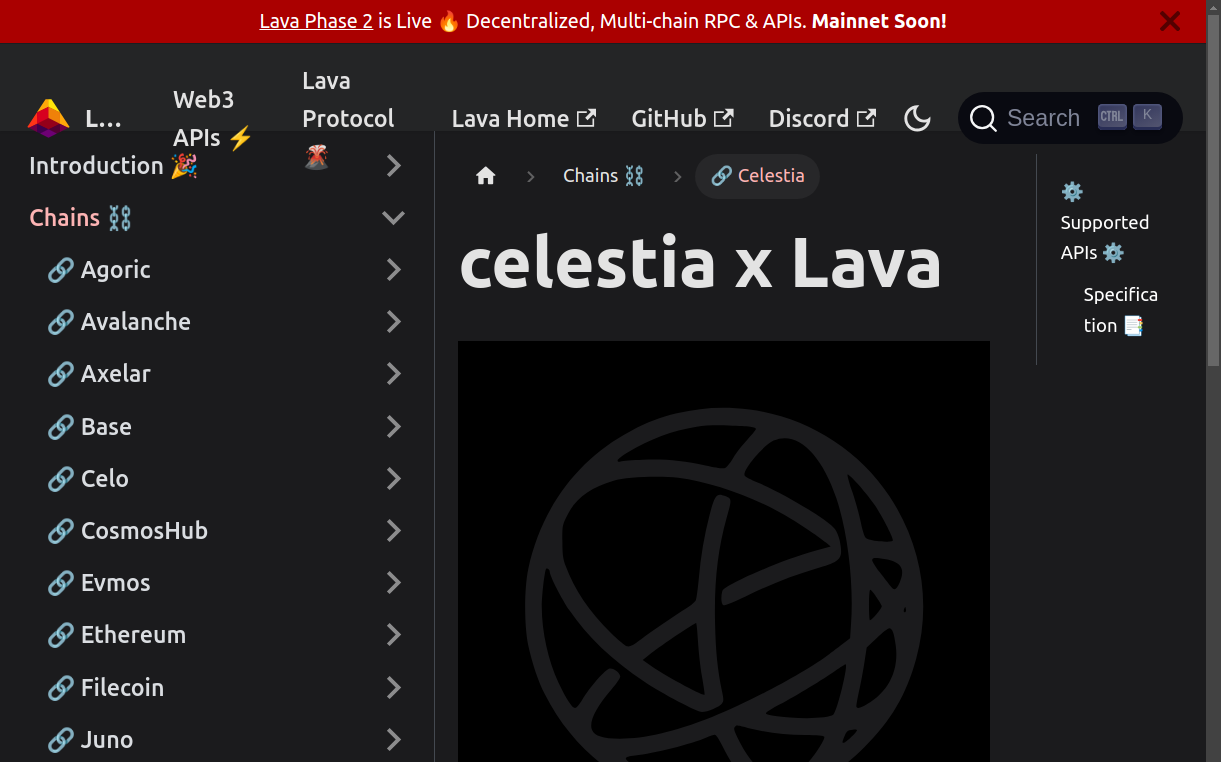 Lava Phase 2 is Live 🔥 Decentralized, Multi-chain RPC & APIs. Mainnet Soon!
L…
Web3
APIs ⚡
Lava
Protocol
🌋
Lava Home
GitHub
Discord
Search
CTRL
K
Introduction 🎉
Chains ⛓️
🔗 Agoric
🔗 Avalanche
🔗 Axelar
🔗 Base
🔗 Celo
🔗 CosmosHub
🔗 Evmos
🔗 Ethereum
🔗 Filecoin
🔗 Juno
Chains ⛓️
🔗 Celestia
celestia x Lava
⚙️
Supported
APIs ⚙️
Specifica
tion 📑